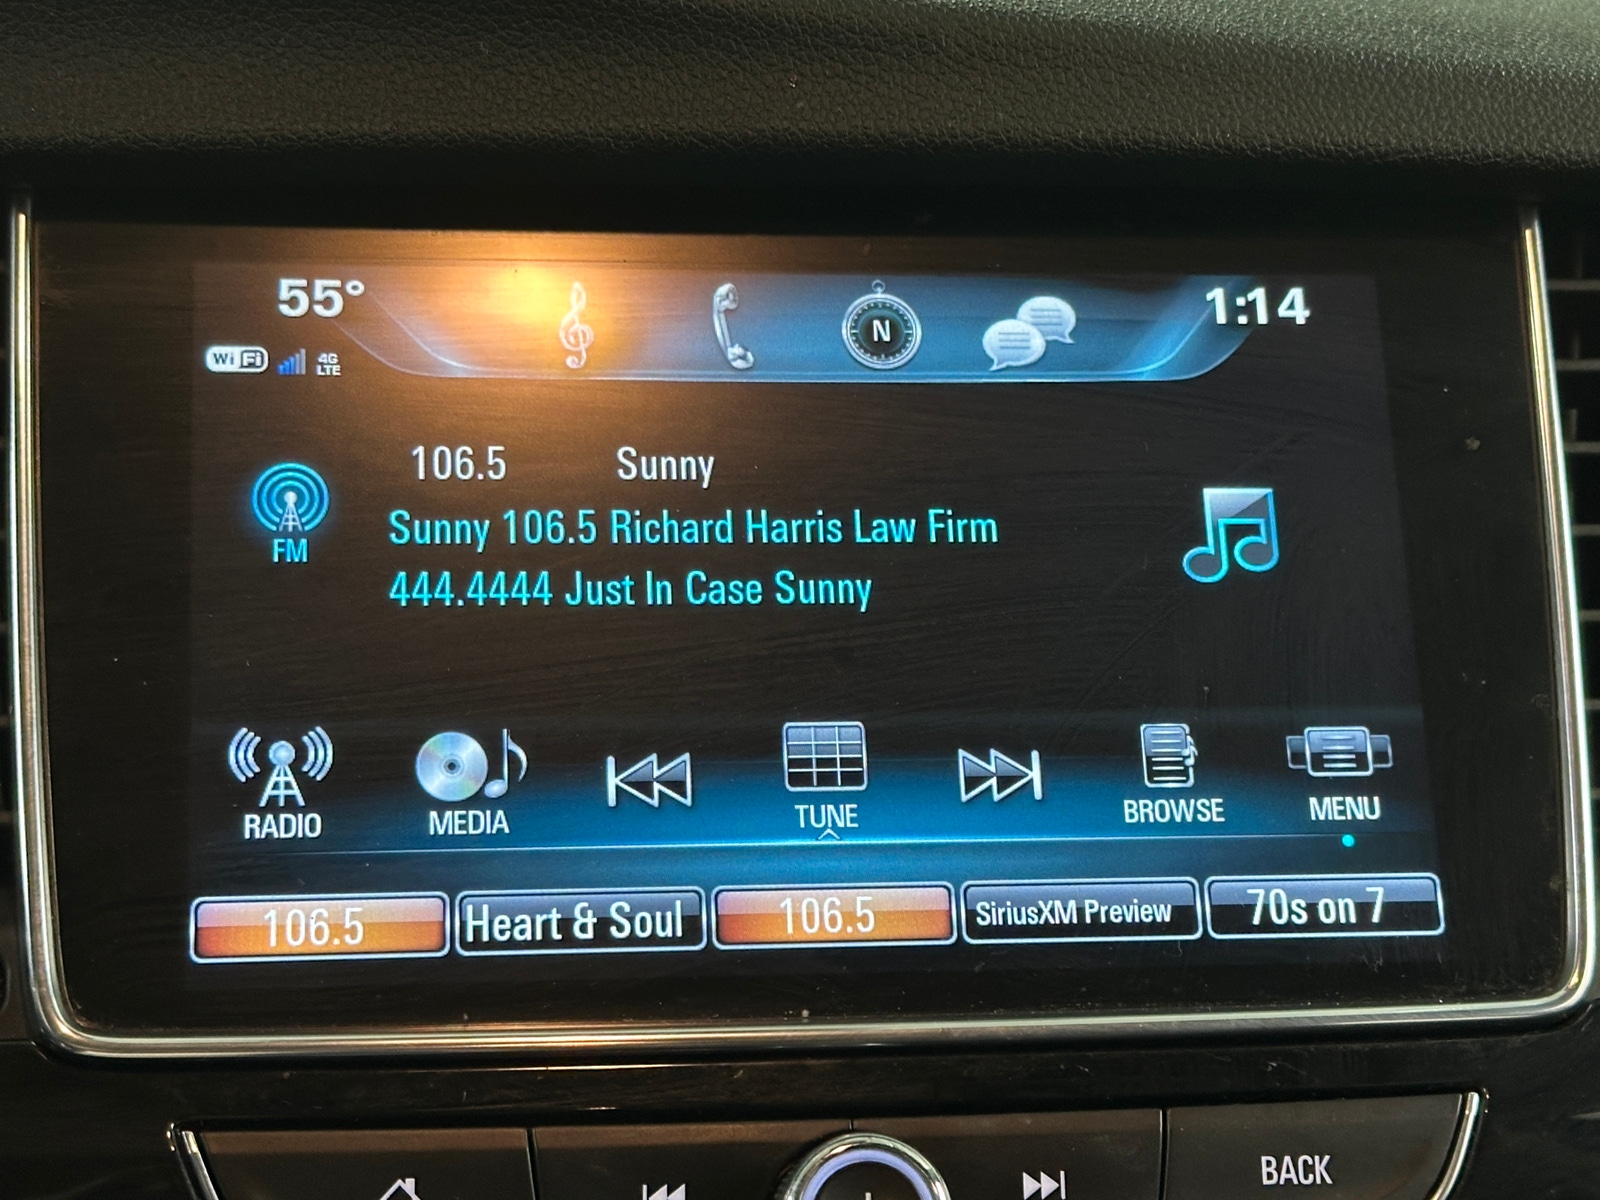 55°
1:14
WiFi
4G
LTE
N
106.5 Sunny
Sunny 106.5 Richard Harris Law Firm
444.4444 Just In Case Sunny
FM
RADIO
MEDIA
TUNE
BROWSE
MENU
106.5
Heart & Soul
106.5
SiriusXM Preview
70s on 7
BACK